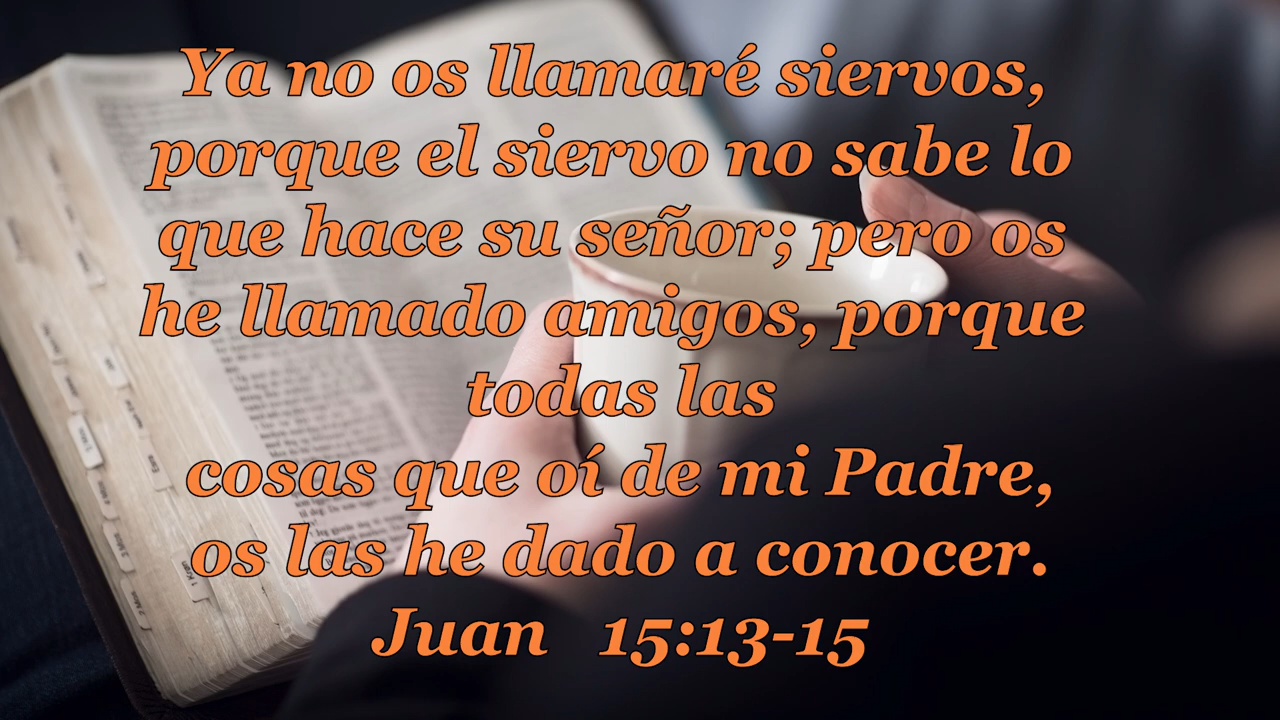 Ya no os llamaré siervos,
porque el siervo no sabe lo
que hace su señor; pero os
he llamado amigos, porque
todas las
cosas que oí de mi Padre,
os las he dado a conocer.
Juan 15:13-15